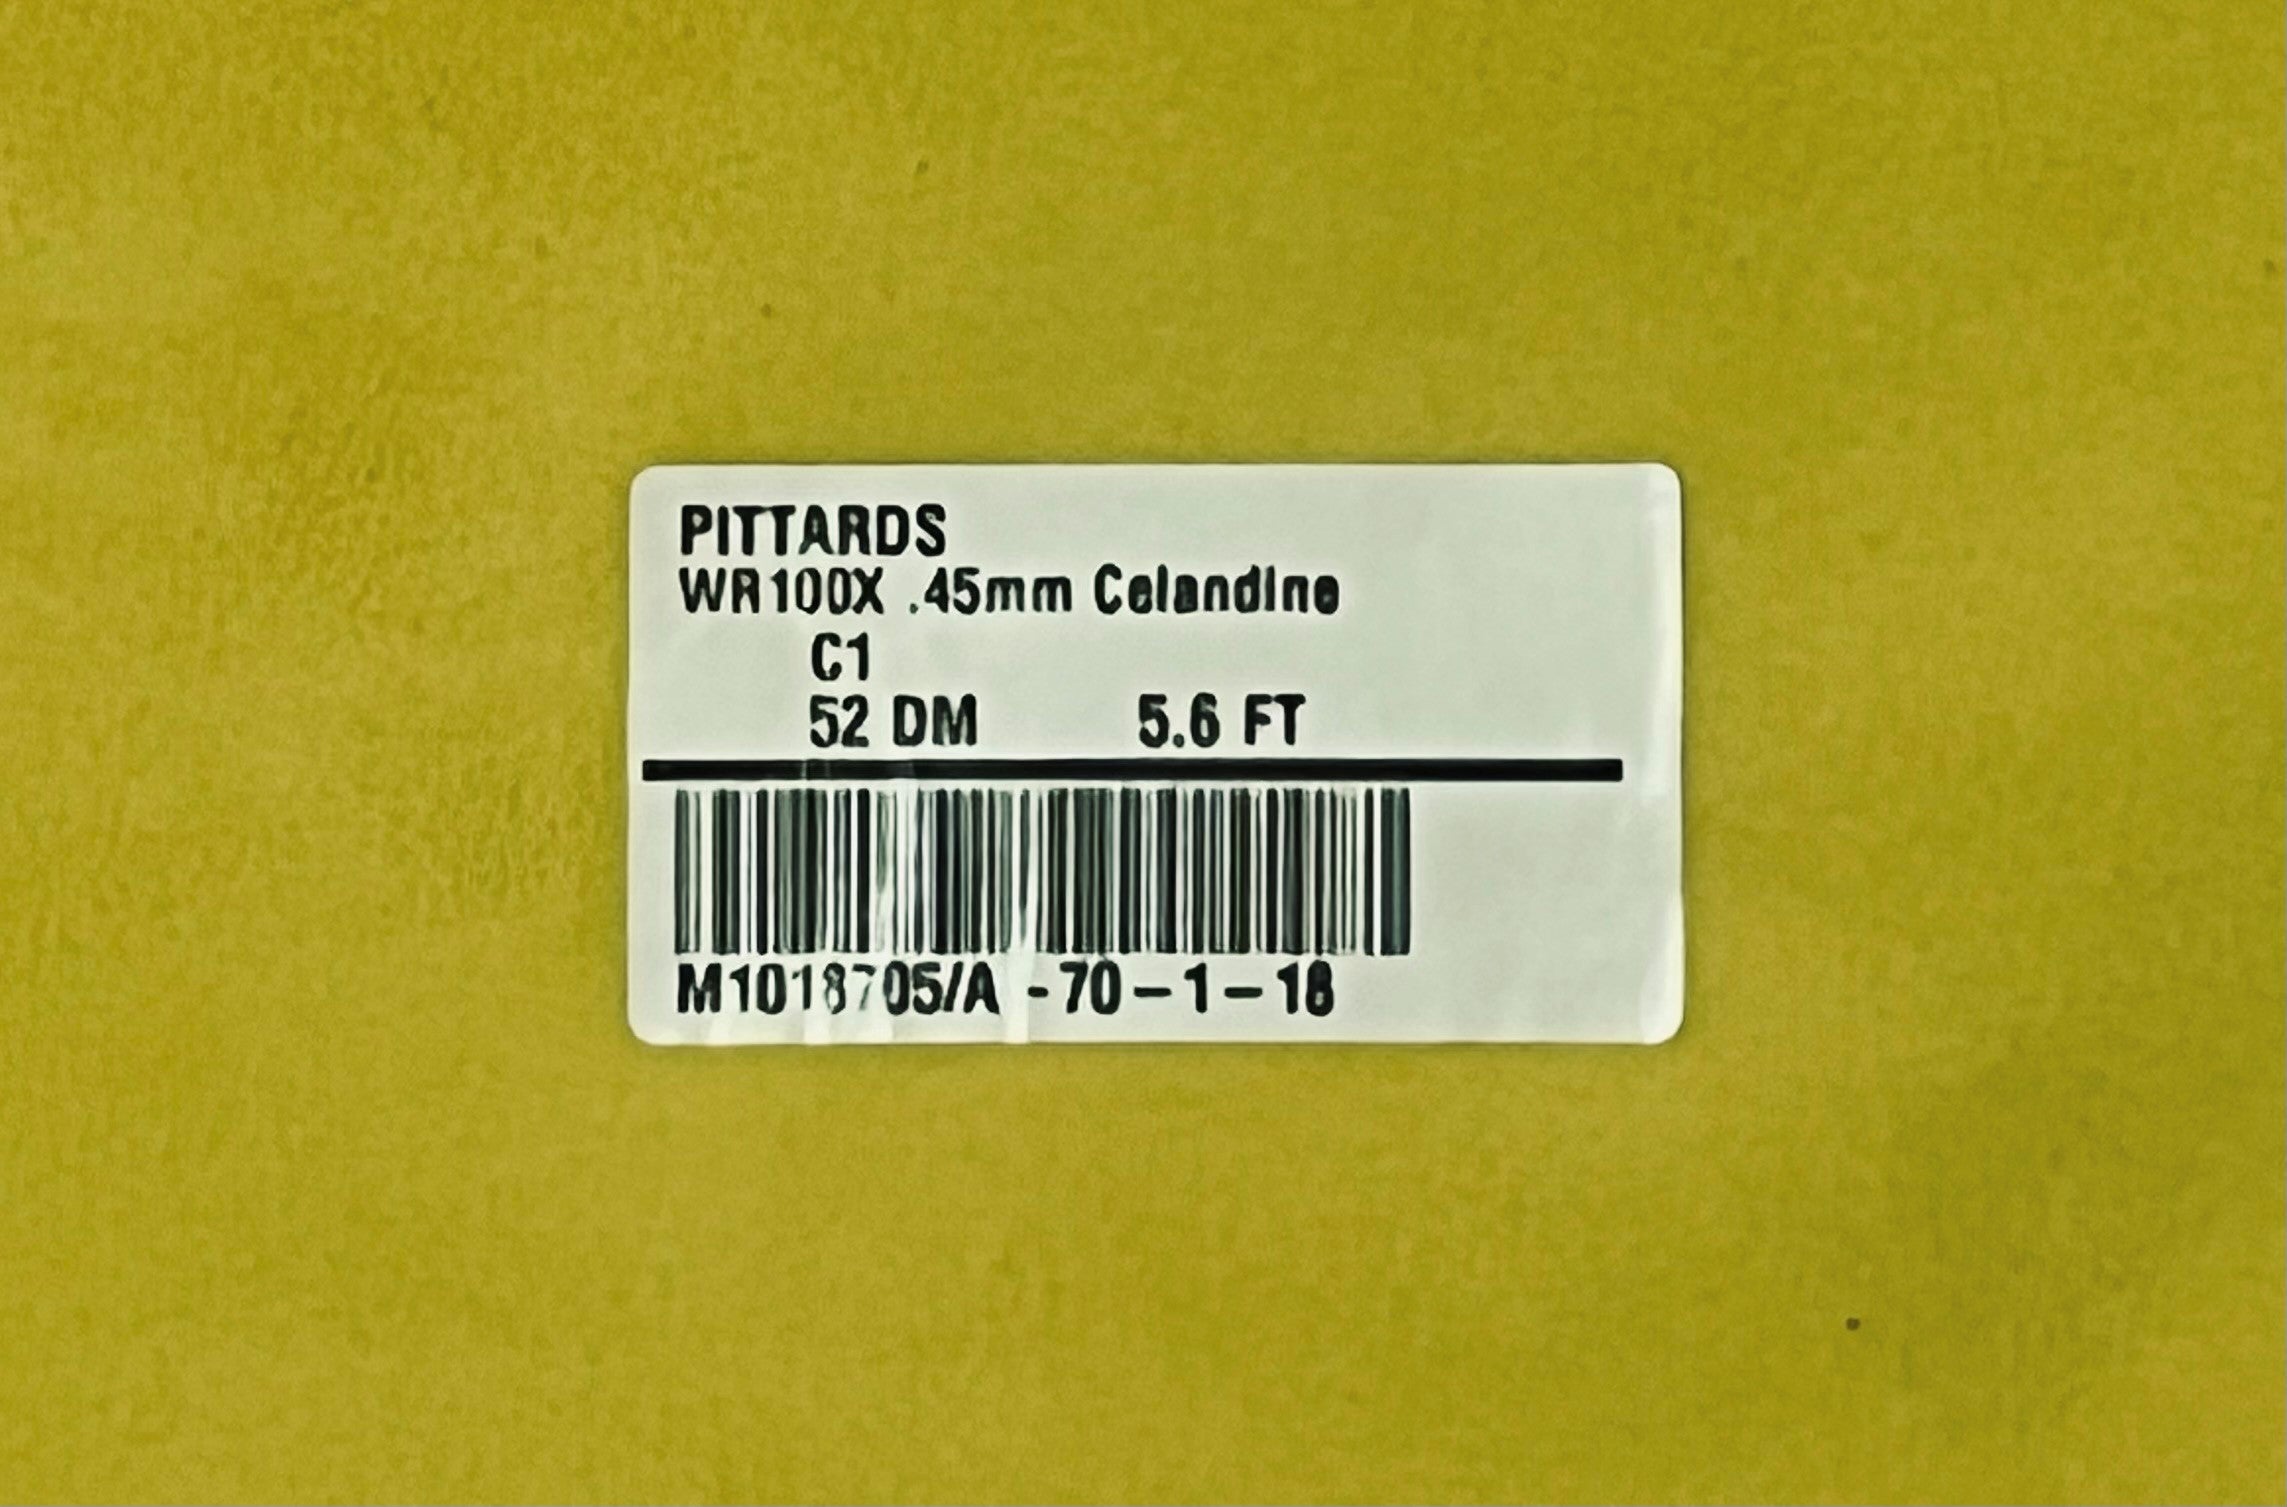 PITTARDS
WR100X .45mm Celandine
C1
52 DM 5.6 FT
M1018705/A -70-1-18